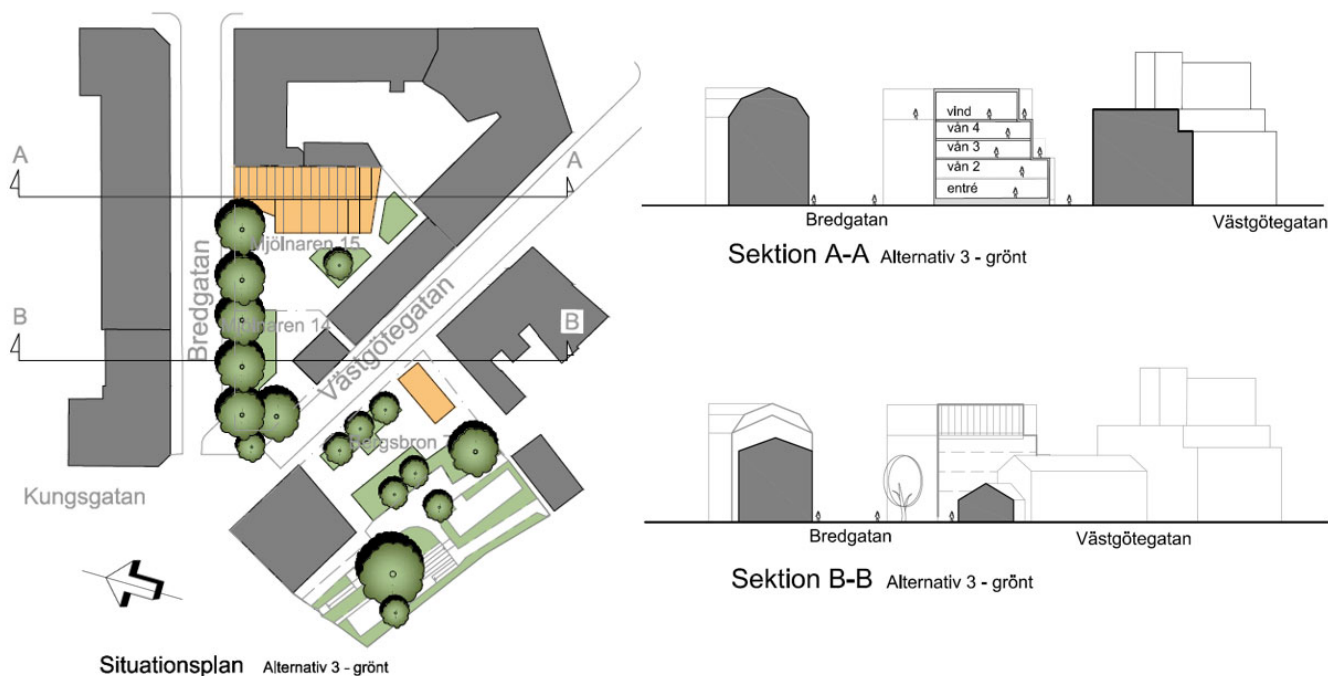 A
A
Mjölnaren 15
Bredgatan
B
Mjölnaren 14
B
Västgötegatan
Kungsgatan
Situationsplan Alternativ 3 - grönt
vind
vån 4
vån 3
vån 2
entré
Bredgatan
Västgötegatan
Sektion A-A Alternativ 3 - grönt
Bredgatan
Västgötegatan
Sektion B-B Alternativ 3 - grönt